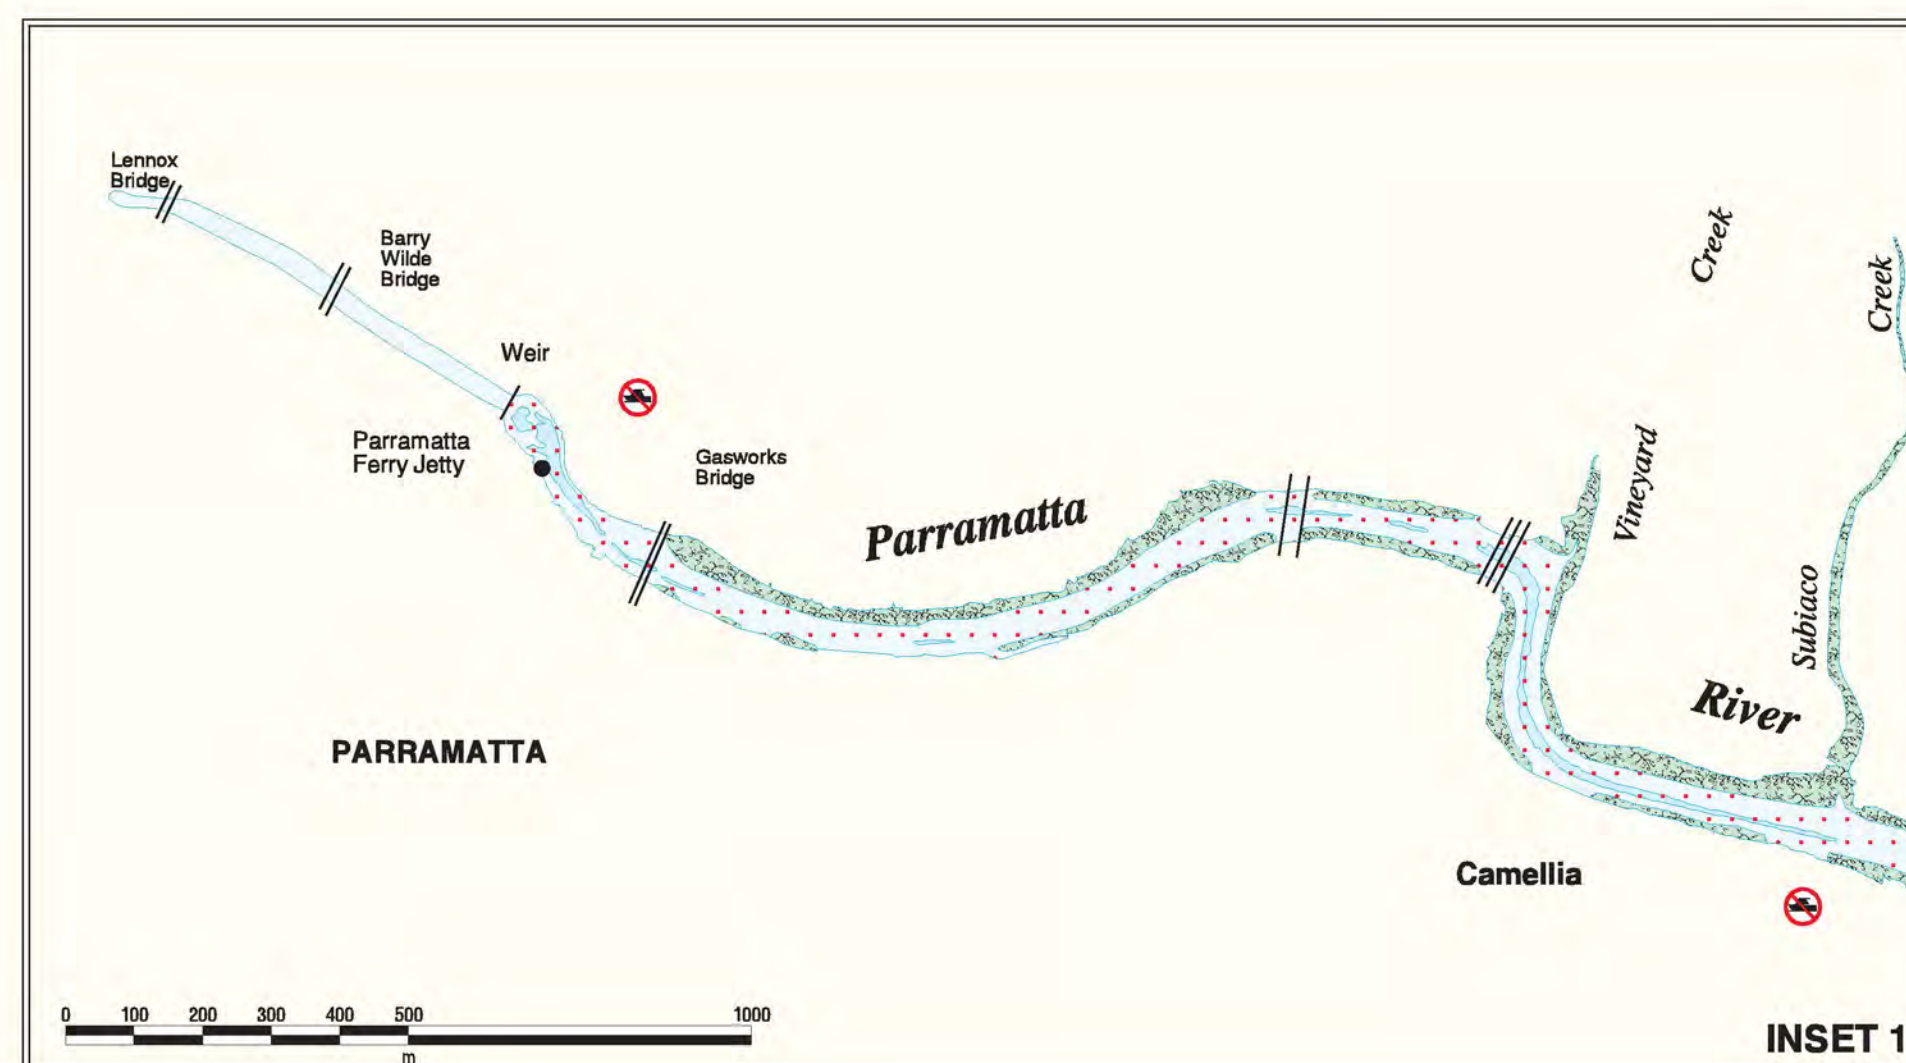 Lennox
Bridge
Barry
Wilde
Bridge
Weir
Parramatta
Ferry Jetty
Gasworks
Bridge
Parramatta
River
Vineyard
Creek
Subiaco
Creek
PARRAMATTA
Camellia
0 100 200 300 400 500 1000
m
INSET 1